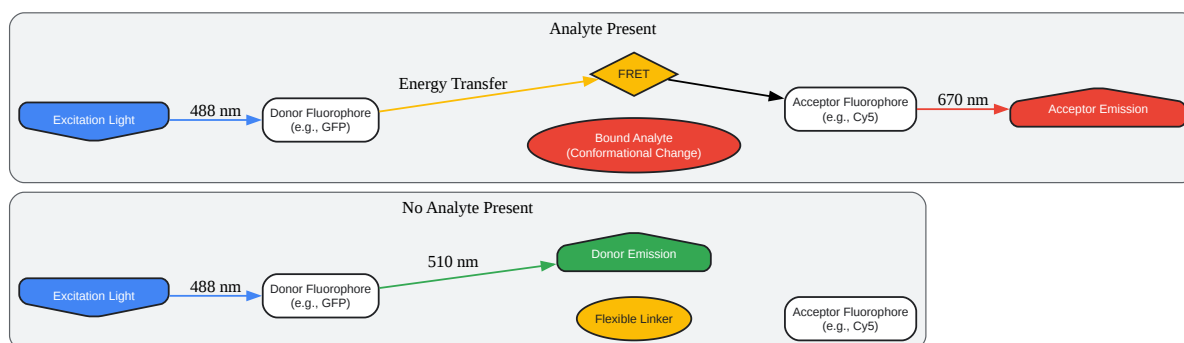 Analyte Present
Excitation Light
488 nm
Donor Fluorophore
(e.g., GFP)
Energy Transfer
FRET
Bound Analyte
(Conformational Change)
Acceptor Fluorophore
(e.g., Cy5)
670 nm
Acceptor Emission
No Analyte Present
Excitation Light
488 nm
Donor Fluorophore
(e.g., GFP)
510 nm
Donor Emission
Flexible Linker
Acceptor Fluorophore
(e.g., Cy5)